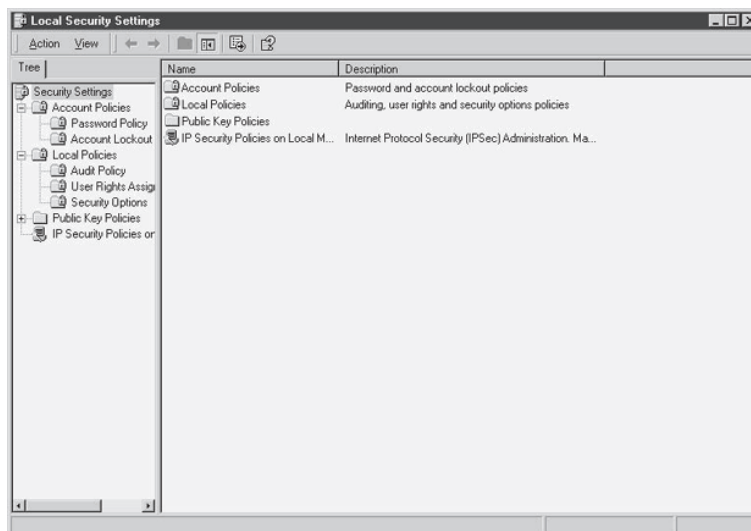 Local Security Settings
Action View
Tree
Security Settings
Account Policies
Password Policy
Account Lockout
Local Policies
Audit Policy
User Rights Assig
Security Options
Public Key Policies
IP Security Policies or
Name Description
Account Policies Password and account lockout policies
Local Policies Auditing, user rights and security options policies
Public Key Policies
IP Security Policies on Local M... Internet Protocol Security (IPSec) Administration. Ma...